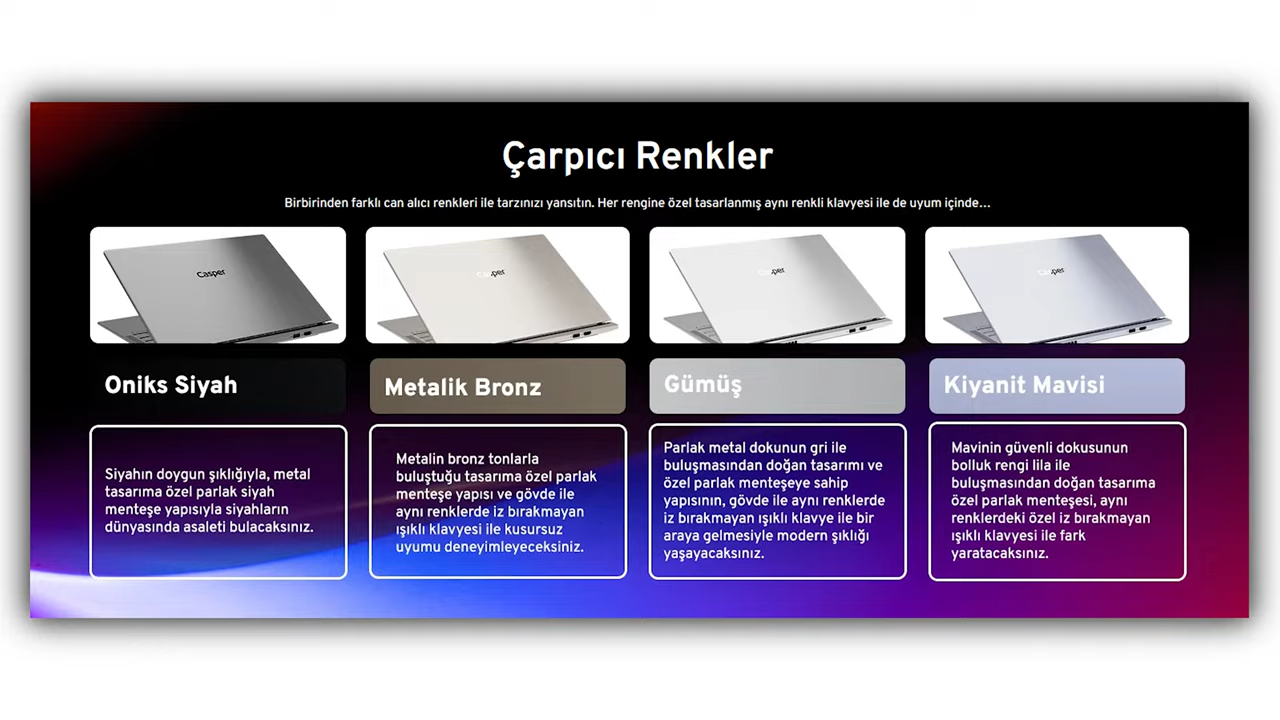 Çarpıcı Renkler
Birbirinden farklı can alıcı renkleri ile tarzınızı yansıtın. Her rengine özel tasarlanmış aynı renkli klavyesi ile de uyum içinde...
Casper
Casper
Casper
Casper
Oniks Siyah
Siyahın doygun şıklığıyla, metal
tasarıma özel parlak siyah
menteşe yapısıyla siyahların
dünyasında asaleti bulacaksınız.
Metalik Bronz
Metalin bronz tonlarla
buluştuğu tasarıma özel parlak
menteşe yapısı ve gövde ile
aynı renklerde iz bırakmayan
ışıklı klavyesi ile kusursuz
uyumu deneyimleyeceksiniz.
Gümüş
Parlak metal dokunun gri ile
buluşmasından doğan tasarımı ve
özel parlak menteşeye sahip
yapısının, gövde ile aynı renklerde
iz bırakmayan ışıklı klavye ile bir
araya gelmesiyle modern şıklığı
yaşayacaksınız.
Kiyanit Mavisi
Mavinin güvenli dokusunun
bolluk rengi lila ile
buluşmasından doğan tasarıma
özel parlak menteşesi, aynı
renklerdeki özel iz bırakmayan
ışıklı klavyesi ile fark
yaratacaksınız.